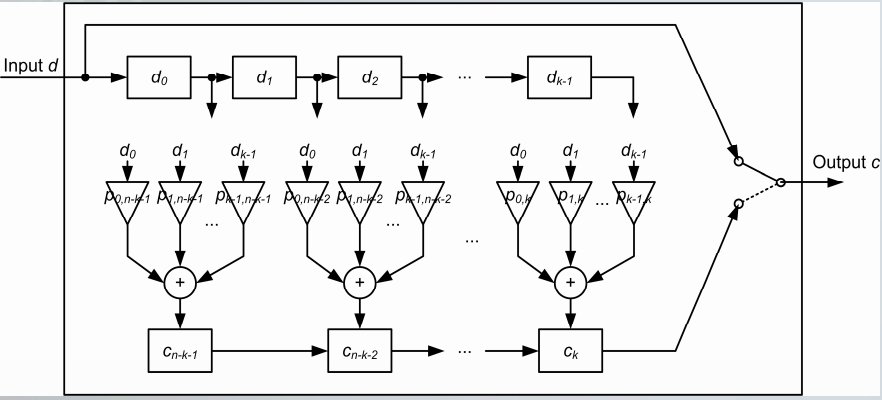 Input d
d0 d1 d2 ... dk-1
Output c
d0 d1 dk-1 d0 d1 dk-1 d0 d1 dk-1
p0,n-k-1 p1,n-k-1 pk-1,n-k-1 p0,n-k-2 p1,n-k-2 pk-1,n-k-2 p0,k p1,k ... pk-1,k
... ...
...
+ + +
cn-k-1 cn-k-2 ... ck